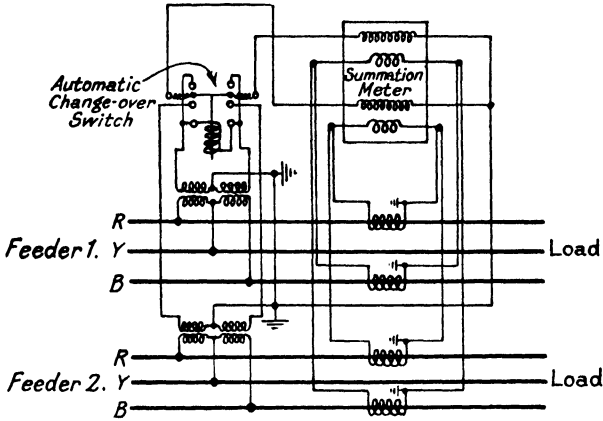 Automatic
Change-over
Switch
Summation
Meter
R
Feeder 1. Y Load
B
R
Feeder 2. Y Load
B